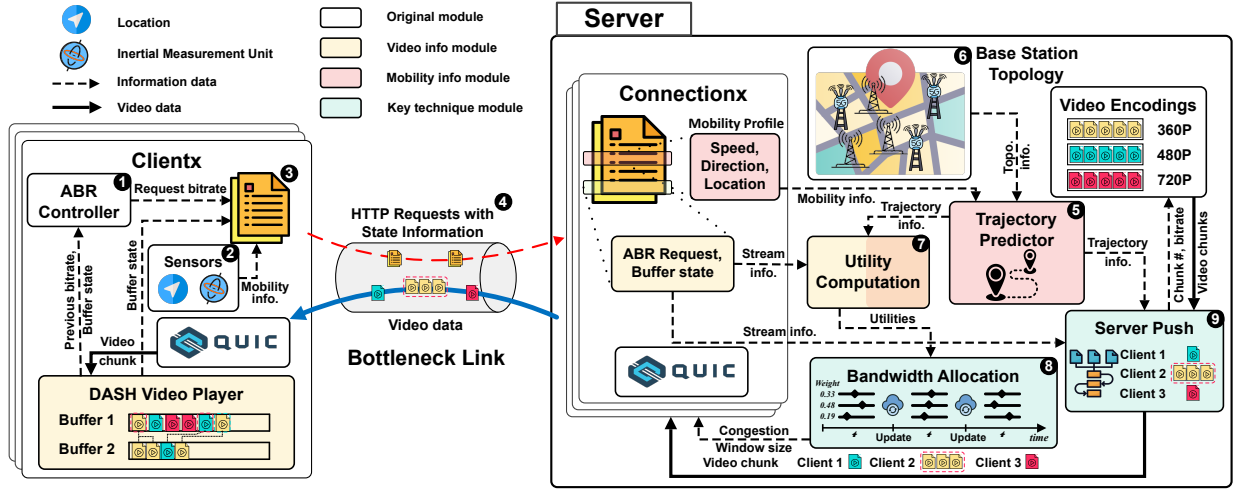 Location
Inertial Measurement Unit
Information data
Video data
Original module
Video info module
Mobility info module
Key technique module
Clientx
ABR
Controller
1
Request bitrate
3
Sensors
2
Mobility
info.
Buffer state
Previous bitrate,
Buffer state
QUIC
Video
chunk
DASH Video Player
Buffer 1
Buffer 2
HTTP Requests with
State Information
4
Video data
Bottleneck Link
Server
Connectionx
Mobility Profile
Speed,
Direction,
Location
ABR Request,
Buffer state
QUIC
6
Base Station
Topology
Topo.
info.
Mobility info.
Video Encodings
360P
480P
720P
Trajectory
Predictor
5
Trajectory
info.
Trajectory
info.
Stream
info.
Utility
Computation
7
Chunk #, bitrate
Video chunks
Stream info.
Utilities
Server Push
9
Client 1
Client 2
Client 3
Bandwidth Allocation
8
Weight
0.33
0.48
0.19
Update
Update
time
Congestion
Window size
Video chunk
Client 1
Client 2
Client 3